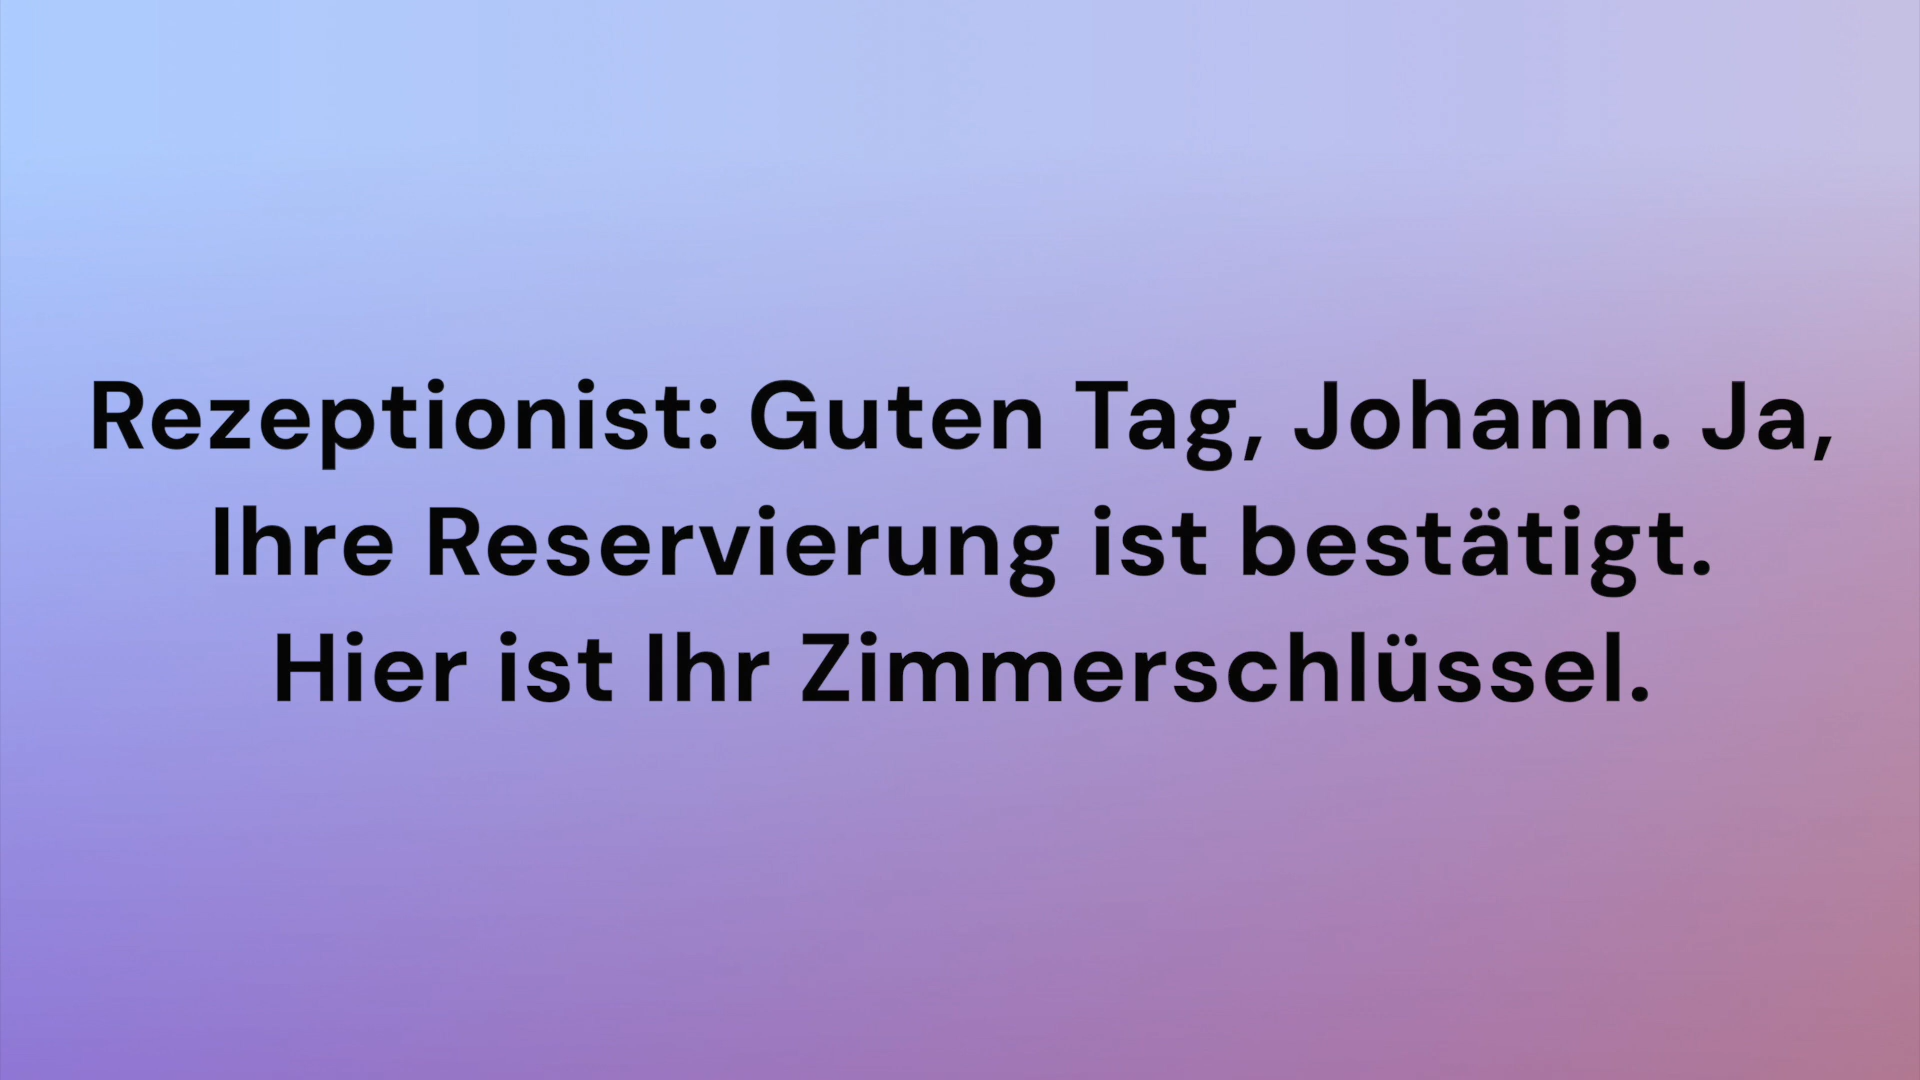 Rezeptionist: Guten Tag, Johann. Ja,
Ihre Reservierung ist bestätigt.
Hier ist Ihr Zimmerschlüssel.